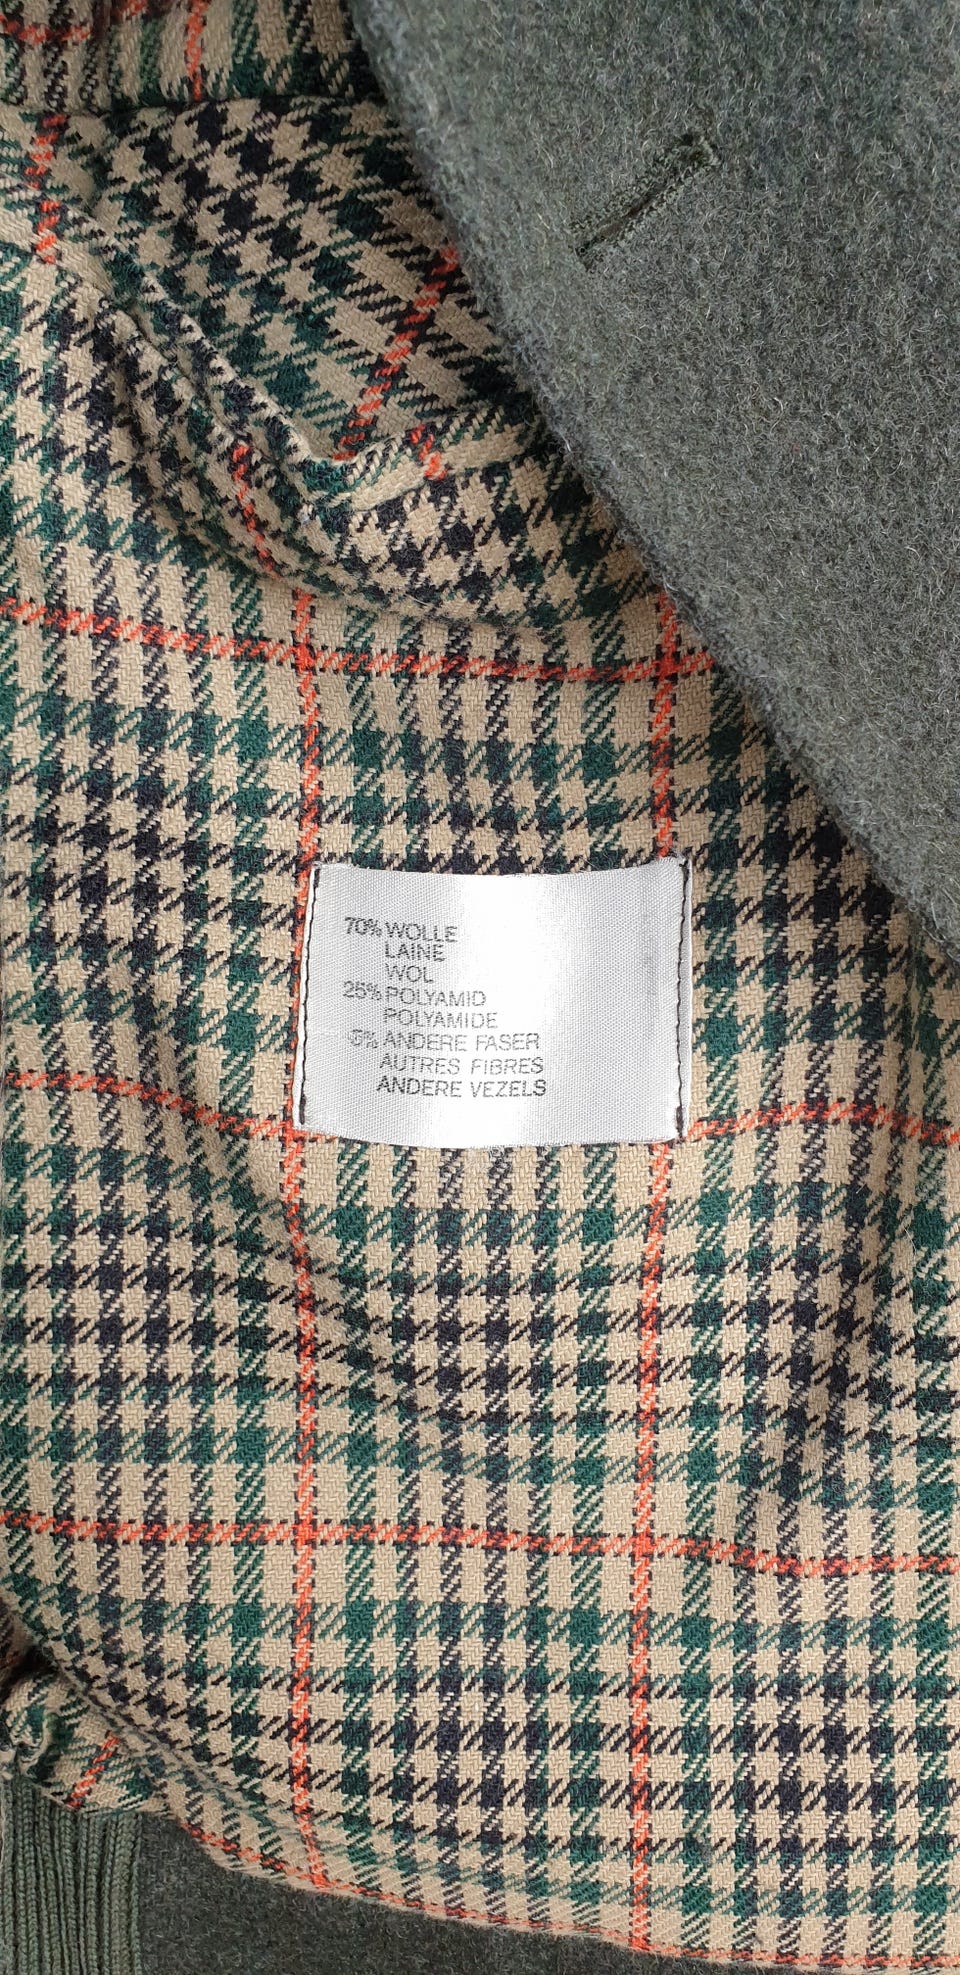 70% WOLLE
LAINE
WOL
25% POLYAMID
POLYAMIDE
5% ANDERE FASER
AUTRES FIBRES
ANDERE VEZELS